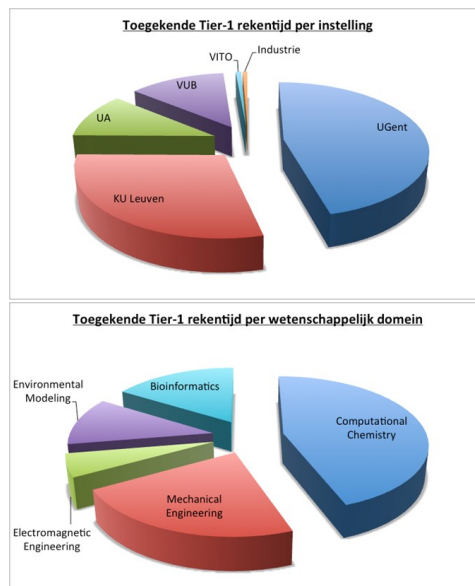 Toegekende Tier-1 rekentijd per instelling
Industrie
VITO
VUB
UA
UGent
KU Leuven
Toegekende Tier-1 rekentijd per wetenschappelijk domein
Environmental
Modeling
Bioinformatics
Computational
Chemistry
Mechanical
Engineering
Electromagnetic
Engineering